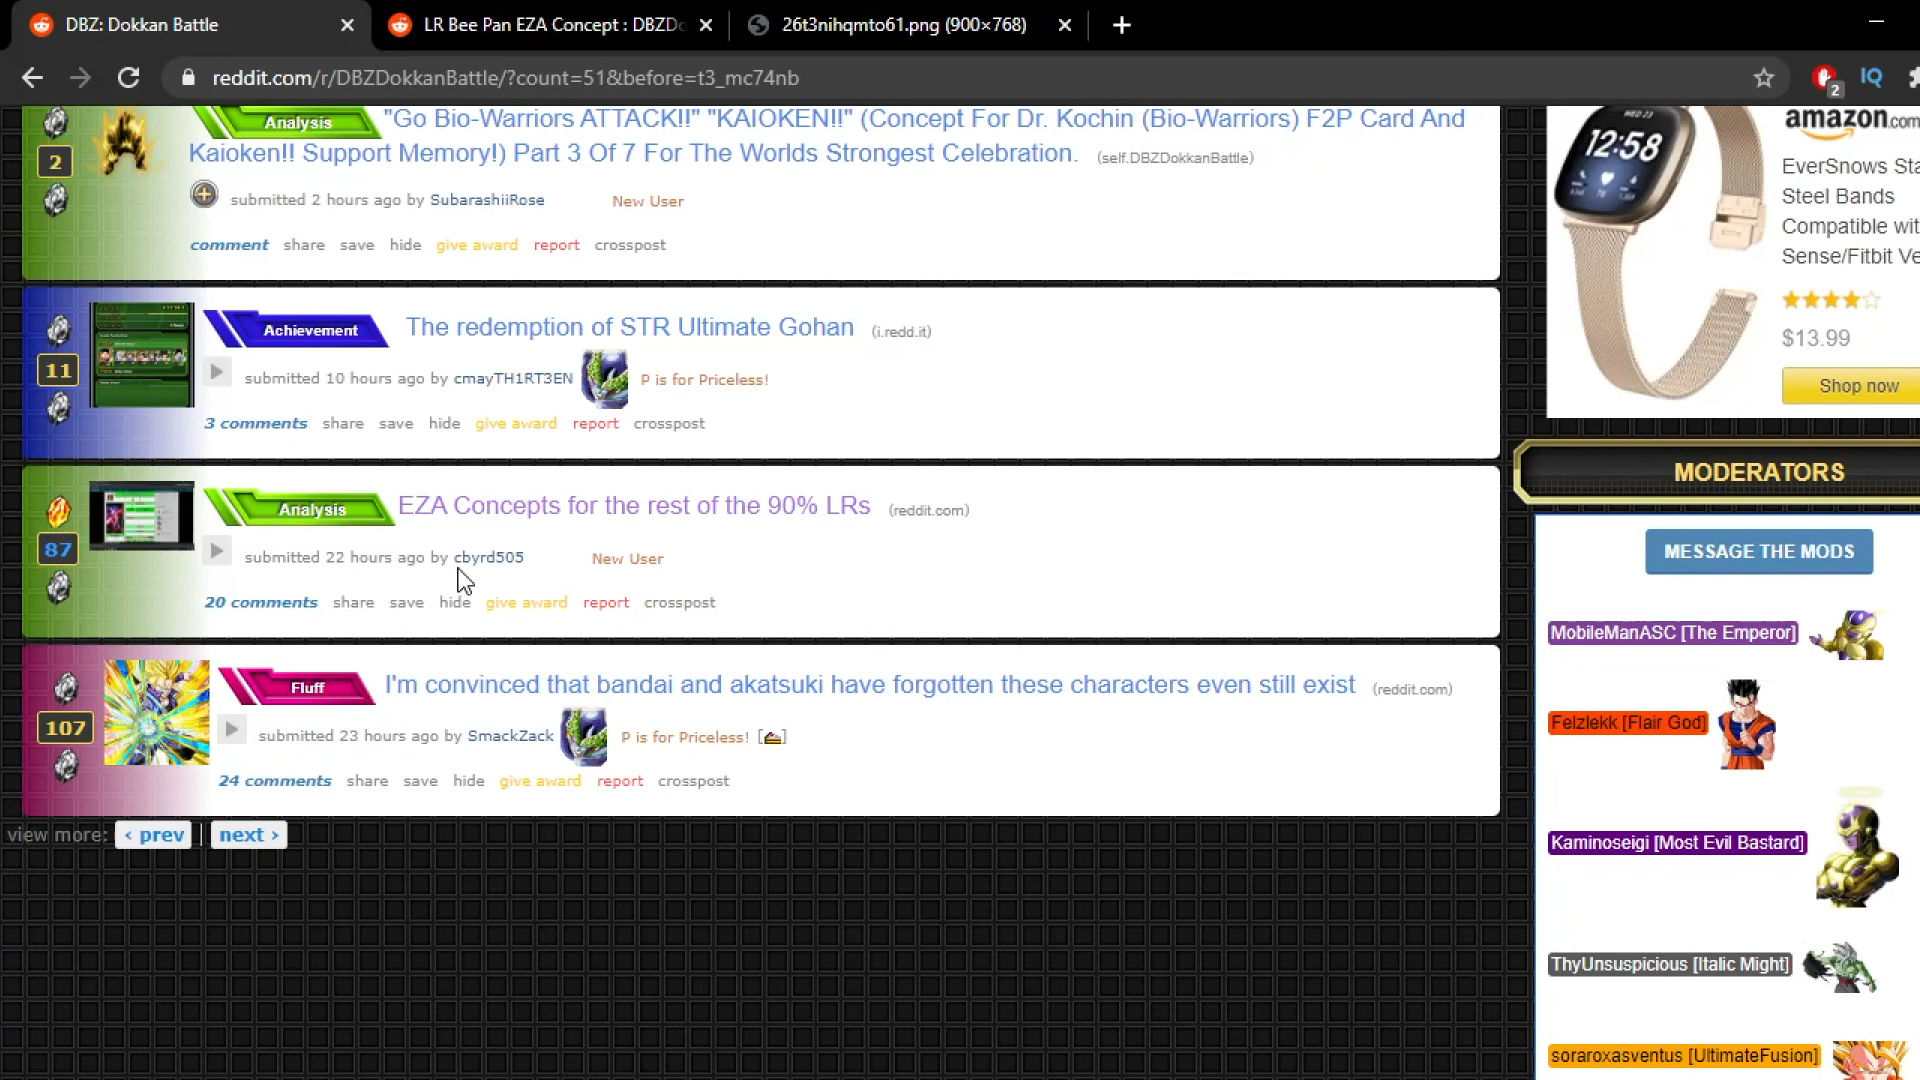 DBZ: Dokkan Battle
LR Bee Pan EZA Concept : DBZDo
26t3nihqmto61.png (900×768)
reddit.com/r/DBZDokkanBattle/?count=51&before=t3_mc74nb
2
IQ
2
Analysis
"Go Bio-Warriors ATTACK!!" "KAIOKEN!!" (Concept For Dr. Kochin (Bio-Warriors) F2P Card And
Kaioken!! Support Memory!) Part 3 Of 7 For The Worlds Strongest Celebration. (self.DBZDokkanBattle)
submitted 2 hours ago by SubarashiiRose New User
comment share save hide give award report crosspost
11
Achievement
The redemption of STR Ultimate Gohan (i.redd.it)
submitted 10 hours ago by cmayTH1RT3EN P is for Priceless!
3 comments share save hide give award report crosspost
87
Analysis
EZA Concepts for the rest of the 90% LRs (reddit.com)
submitted 22 hours ago by cbyrd505 New User
20 comments share save hide give award report crosspost
107
Fluff
I'm convinced that bandai and akatsuki have forgotten these characters even still exist (reddit.com)
submitted 23 hours ago by SmackZack P is for Priceless! []
24 comments share save hide give award report crosspost
view more: ‹ prev | next ›
12:58
amazon.com
EverSnows Sta
Steel Bands
Compatible wit
Sense/Fitbit Ve
$13.99
Shop now
MODERATORS
MESSAGE THE MODS
MobileManASC [The Emperor]
Felzlekk [Flair God]
Kaminoseigi [Most Evil Bastard]
ThyUnsuspicious [Italic Might]
soraroxasventus [UltimateFusion]